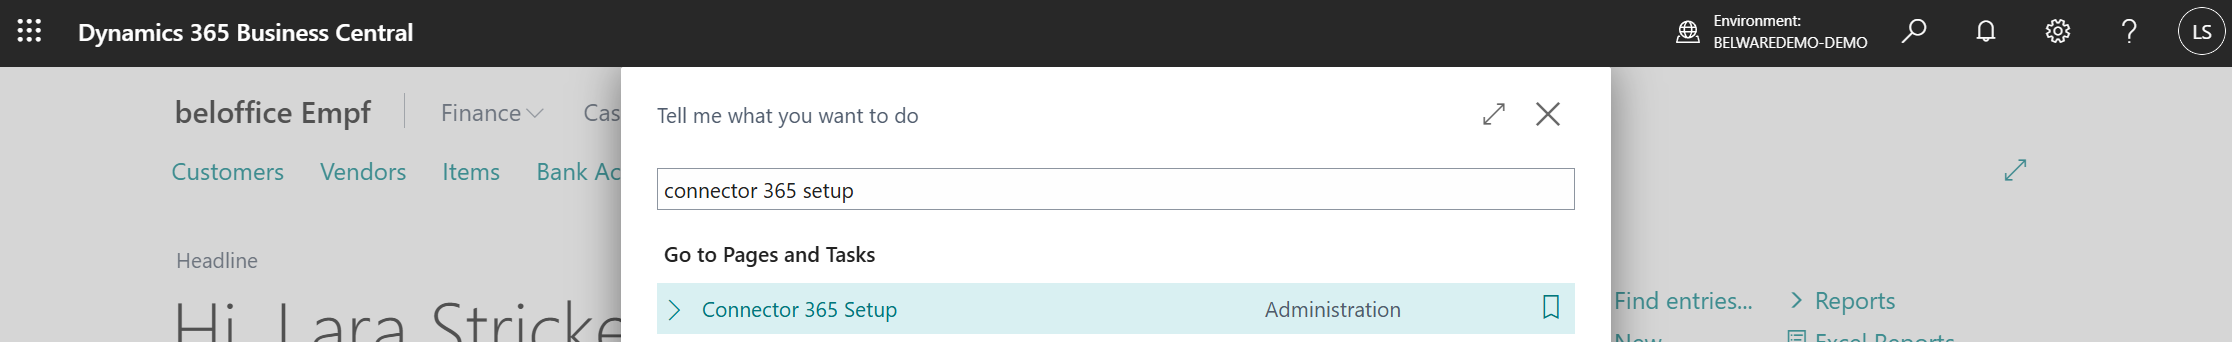 Dynamics 365 Business Central
Environment:
BELWAREDEMO-DEMO
LS
beloffice Empf
Finance
Customers
Vendors
Items
Bank Ac
Headline
Hi, Lara Stricke
Tell me what you want to do
connector 365 setup
Go to Pages and Tasks
Connector 365 Setup
Administration
Find entries...
Reports
New
Excel Reports